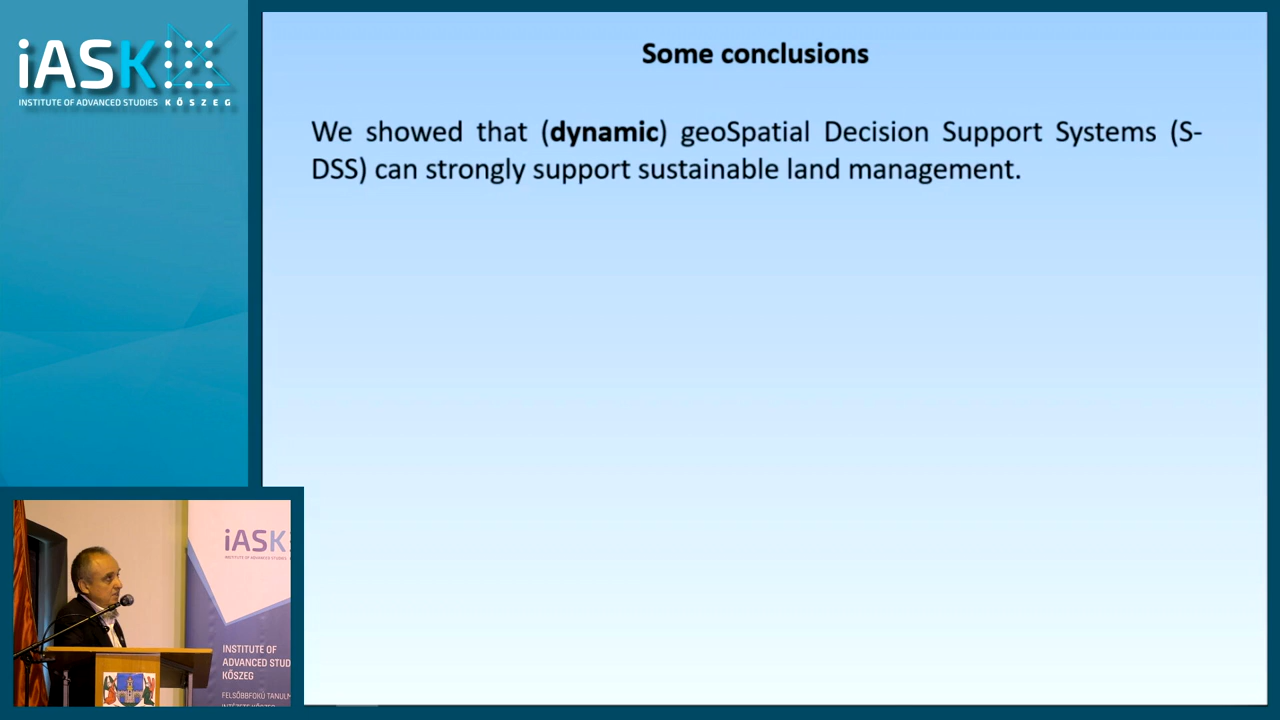 iASK
INSTITUTE OF ADVANCED STUDIES KŐSZEG
Some conclusions
We showed that (dynamic) geoSpatial Decision Support Systems (S-
DSS) can strongly support sustainable land management.
iASK
INSTITUTE OF
ADVANCED STUD
KŐSZEG
FELSŐBBFOKÚ TANULM